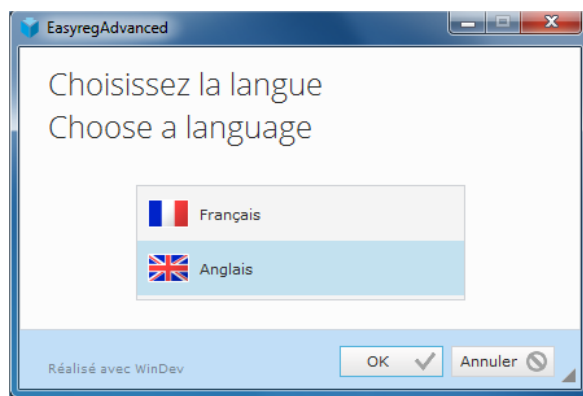 EasyregAdvanced
Choisissez la langue
Choose a language
Français
Anglais
Réalisé avec WinDev
OK
Annuler